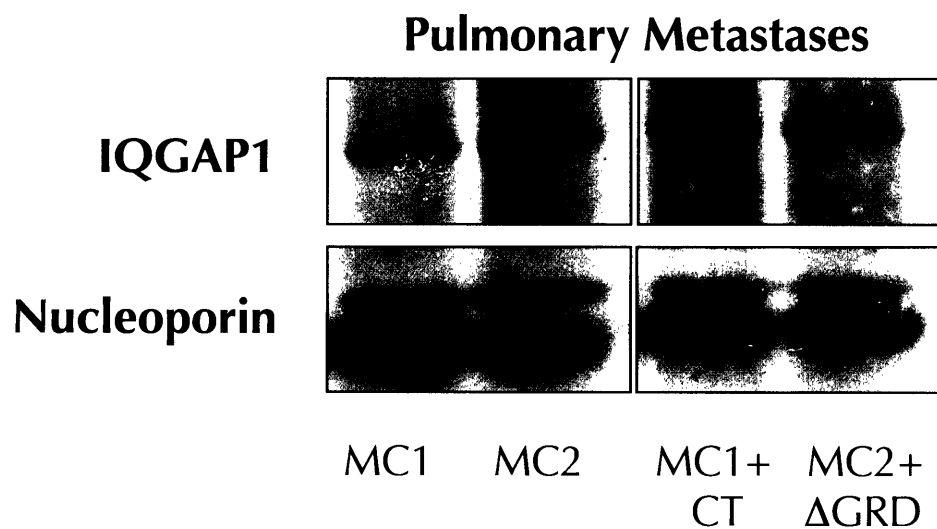 Pulmonary Metastases
IQGAP1
Nucleoporin
MC1 MC2 MC1+ MC2+
CT ΔGRD